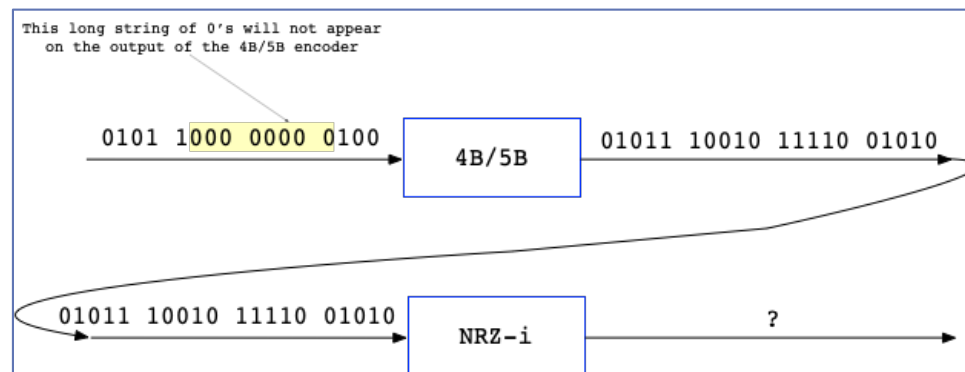 This long string of 0's will not appear
on the output of the 4B/5B encoder
0101 1000 0000 0100
4B/5B
01011 10010 11110 01010
01011 10010 11110 01010
NRZ-i
?